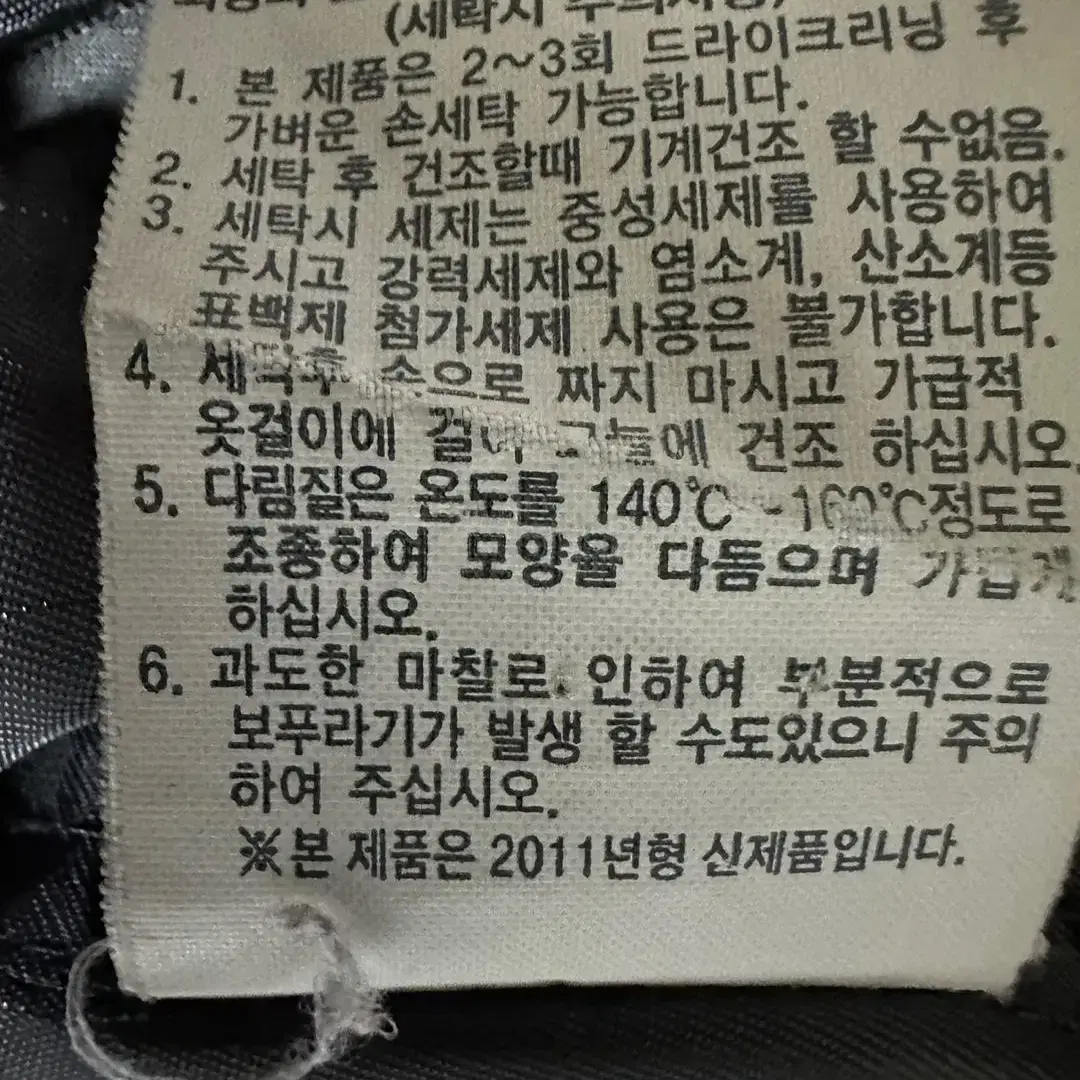 (세탁시 주의사항)
1. 본 제품은 2~3회 드라이크리닝 후
가벼운 손세탁 가능합니다.
2. 세탁 후 건조할때 기계건조 할 수없음.
3. 세탁시 세제는 중성세제를 사용하여
주시고 강력세제와 염소계, 산소계등
표백제 첨가세제 사용은 불가합니다.
4. 세탁후 손으로 짜지 마시고 가급적
옷걸이에 걸어 그늘에 건조 하십시오.
5. 다림질은 온도를 140℃ -160℃정도로
조종하여 모양을 다듬으며 가볍게
하십시오.
6. 과도한 마찰로 인하여 부분적으로
보푸라기가 발생 할 수도있으니 주의
하여 주십시오.
※본 제품은 2011년형 신제품입니다.